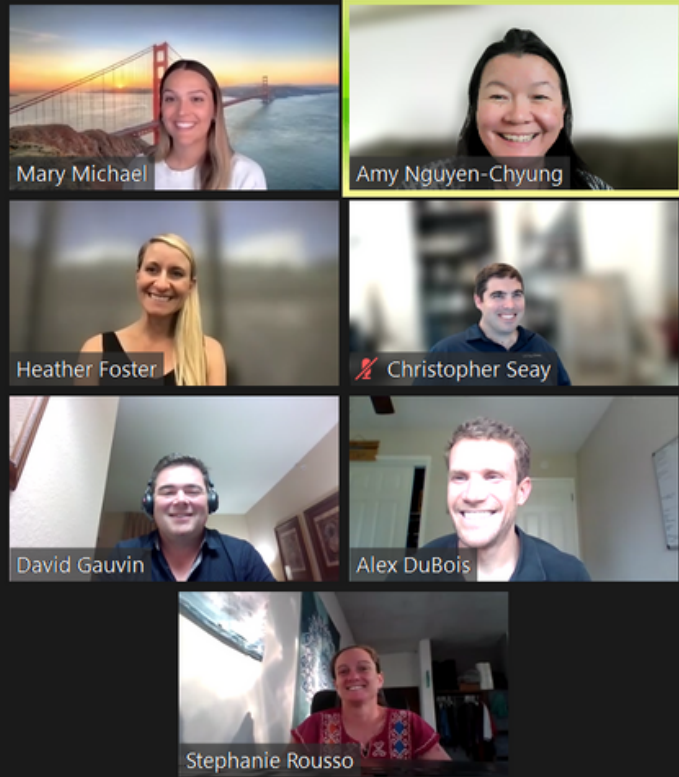 Mary Michael
Amy Nguyen-Chyung
Heather Foster
Christopher Seay
David Gauvin
Alex DuBois
Stephanie Rousso